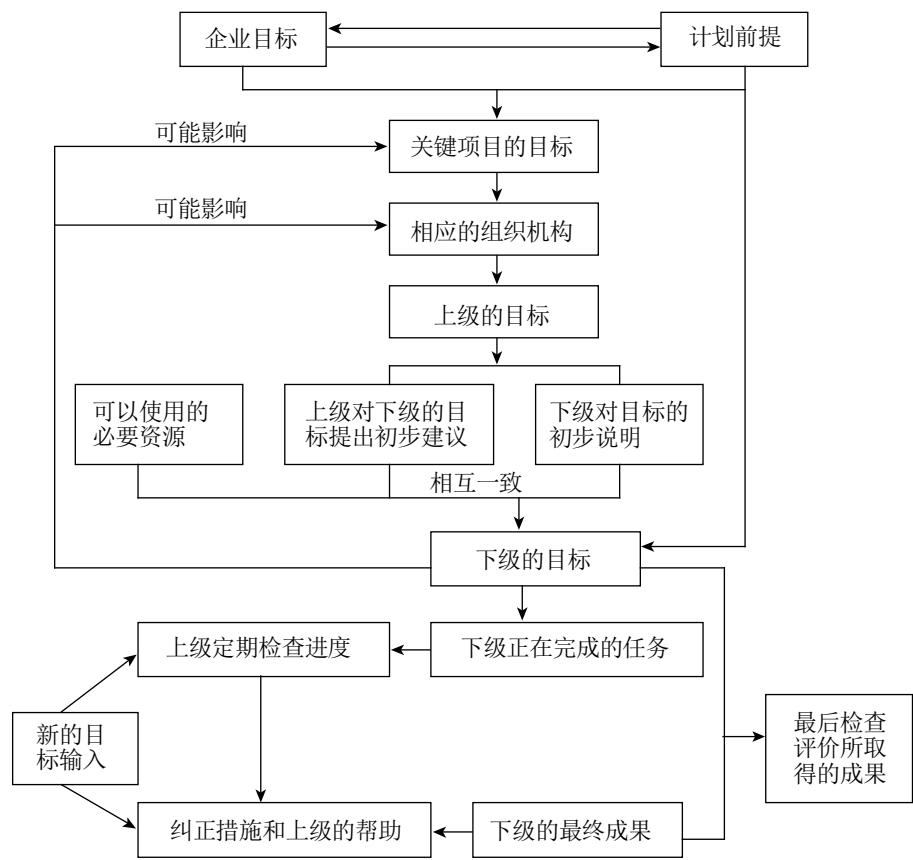 企业目标
计划前提
可能影响
关键项目的目标
可能影响
相应的组织机构
上级的目标
可以使用的
必要资源
上级对下级的目
标提出初步建议
下级对目标的
初步说明
相互一致
下级的目标
上级定期检查进度
下级正在完成的任务
新的目
标输入
最后检查
评价所取
得的成果
纠正措施和上级的帮助
下级的最终成果